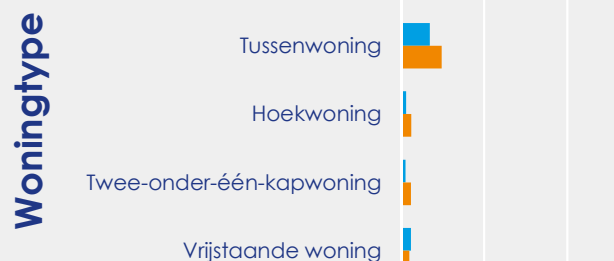 Woningtype
Tussenwoning
Hoekwoning
Twee-onder-één-kapwoning
Vrijstaande woning